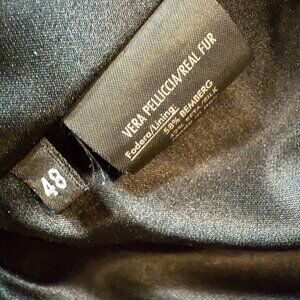 VERA PELLICCIA/REAL FUR
Fodera/Lining:
58% BEMBERG
48